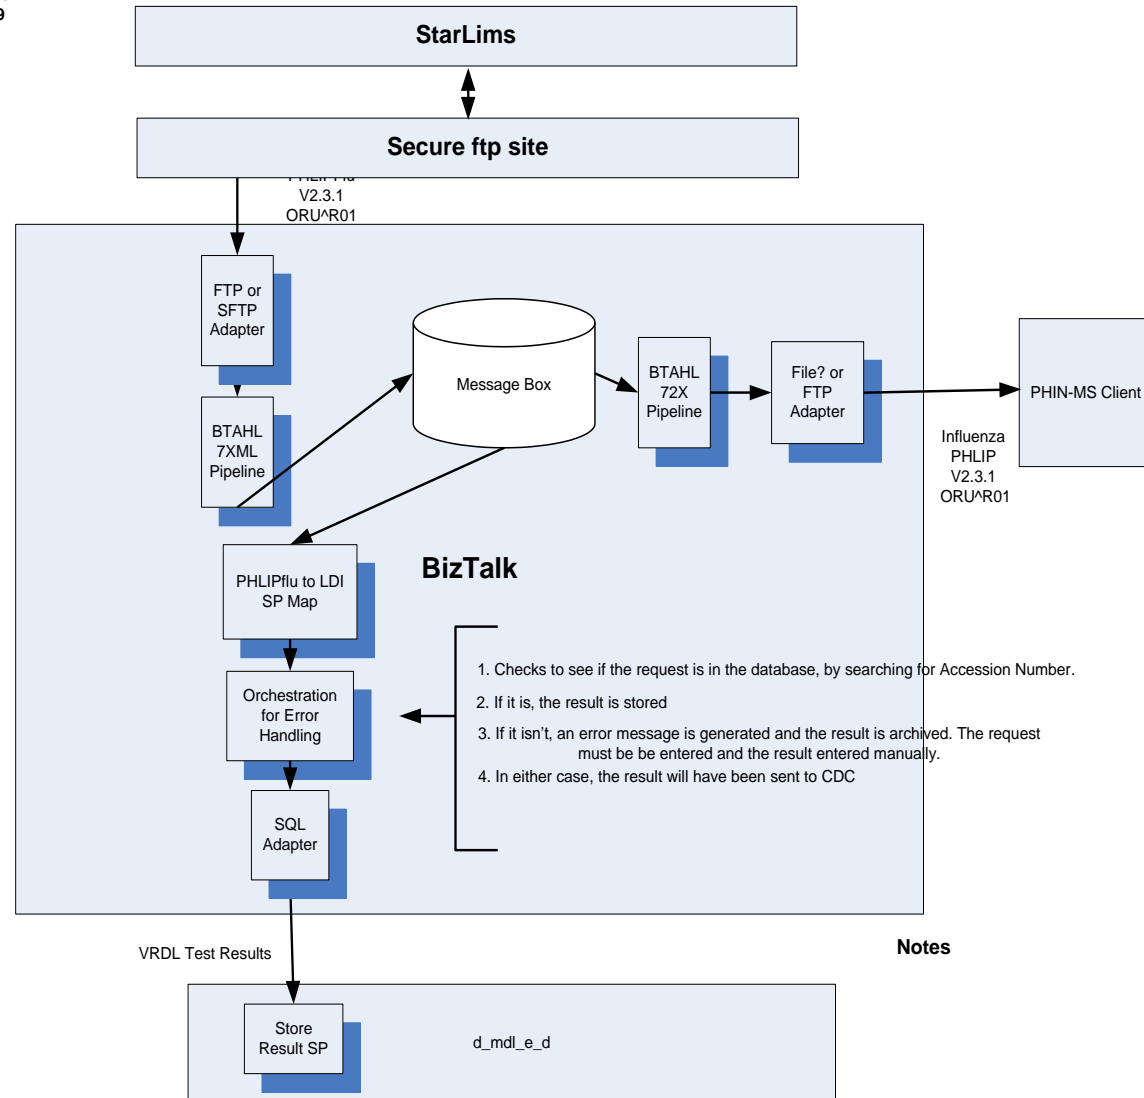 9
StarLims
Secure ftp site
V2.3.1
ORU^R01
FTP or
SFTP
Adapter
BTAHL
7XML
Pipeline
Message Box
BTAHL
72X
Pipeline
File? or
FTP
Adapter
PHIN-MS Client
Influenza
PHLIP
V2.3.1
ORU^R01
PHLIPflu to LDI
SP Map
BizTalk
Orchestration
for Error
Handling
1. Checks to see if the request is in the database, by searching for Accession Number.
2. If it is, the result is stored
3. If it isn't, an error message is generated and the result is archived. The request
must be be entered and the result entered manually.
4. In either case, the result will have been sent to CDC
SQL
Adapter
VRDL Test Results
Notes
Store
Result SP
d_mdl_e_d